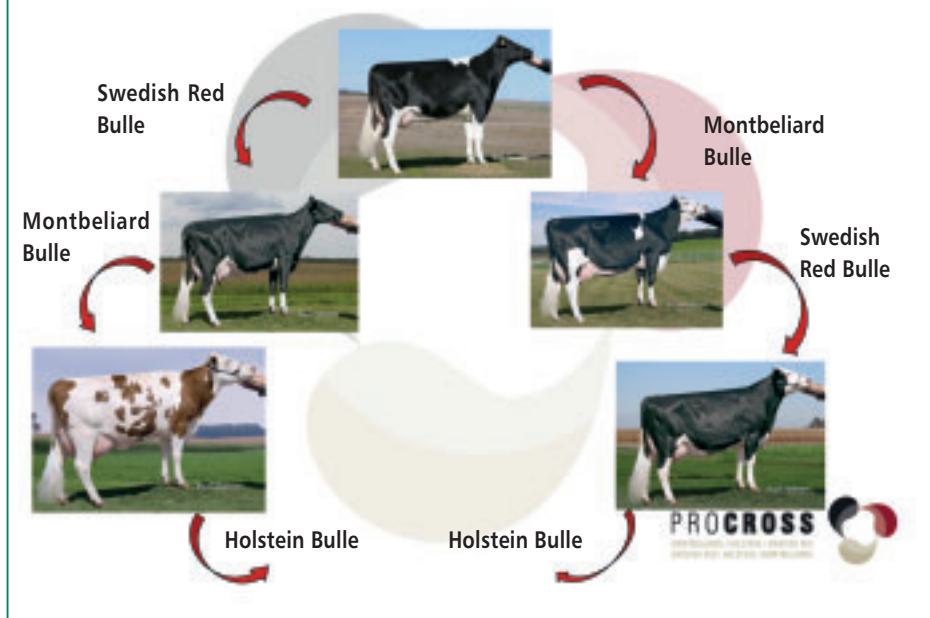 Swedish Red
Bulle
Montbeliard
Bulle
Montbeliard
Bulle
Swedish
Red Bulle
Holstein Bulle
Holstein Bulle
PROCROSS